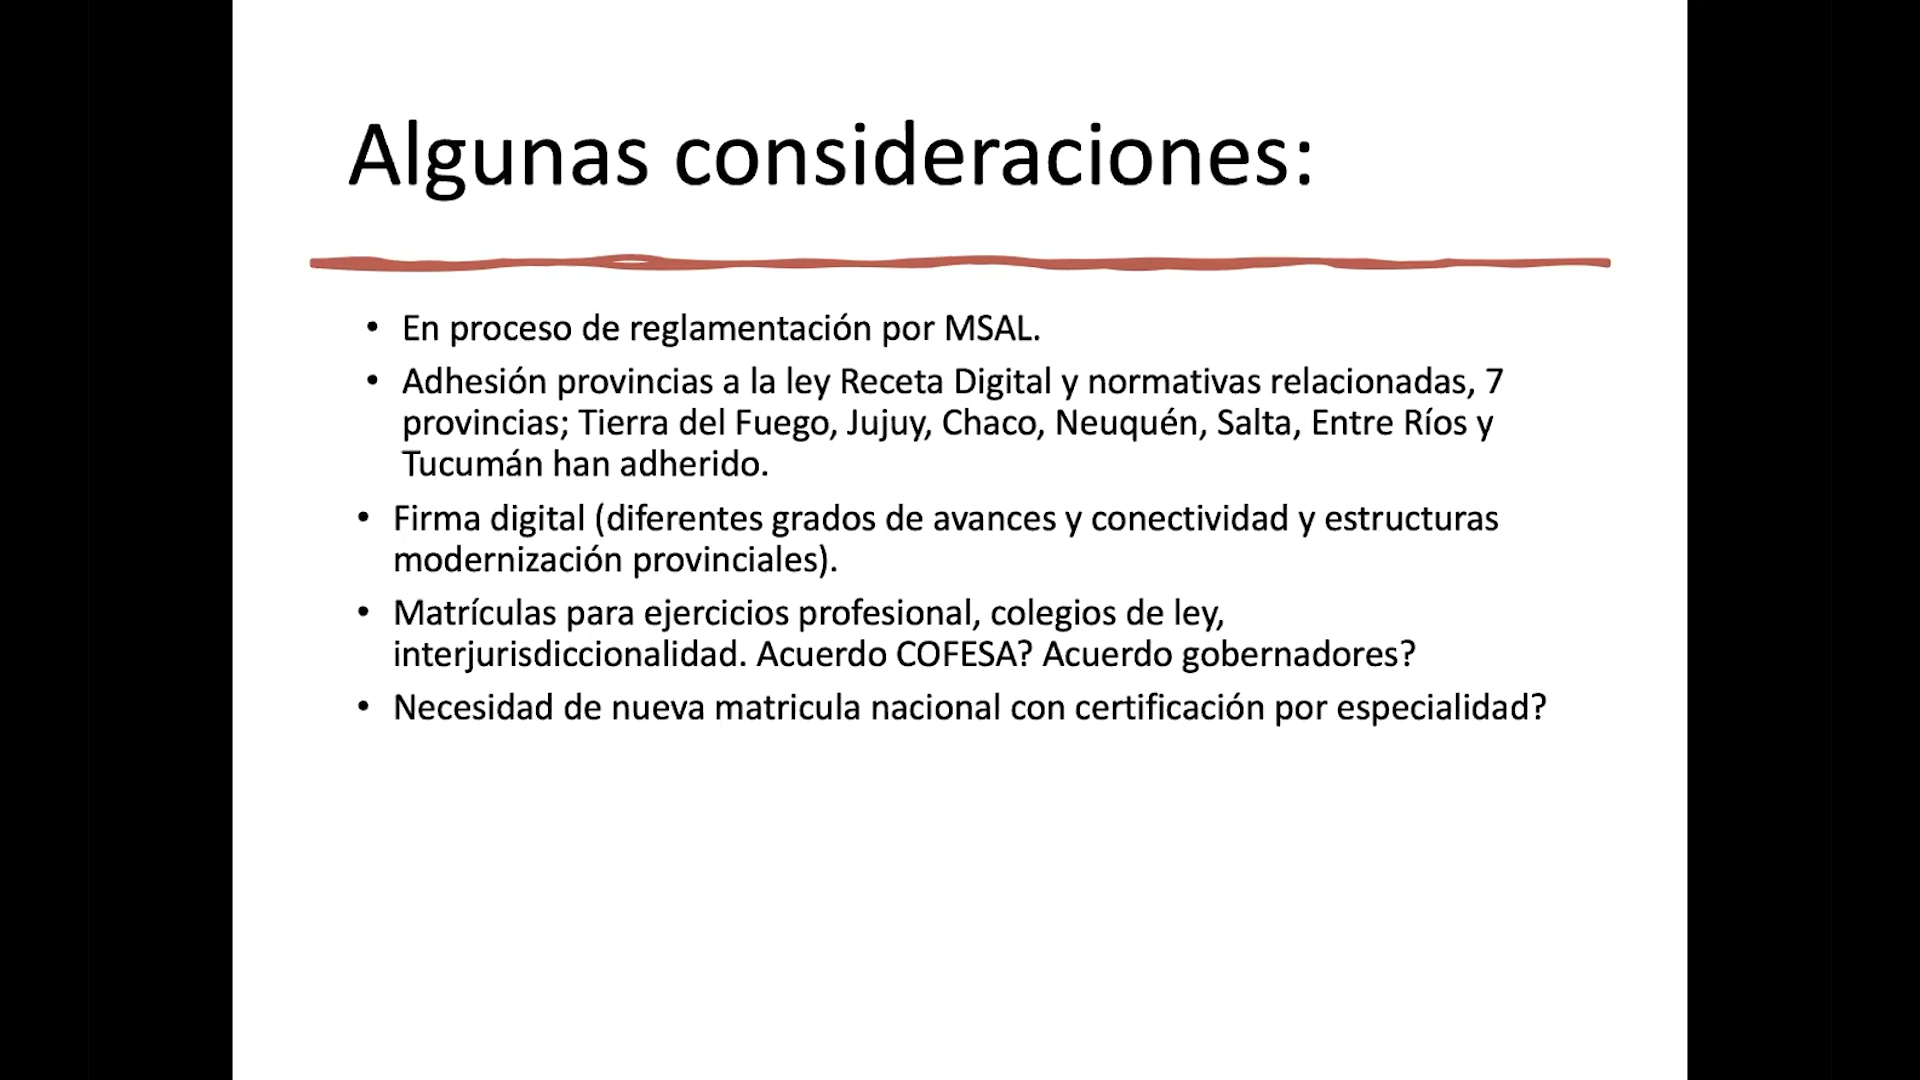 Algunas consideraciones:
• En proceso de reglamentación por MSAL.
• Adhesión provincias a la ley Receta Digital y normativas relacionadas, 7
provincias; Tierra del Fuego, Jujuy, Chaco, Neuquén, Salta, Entre Ríos y
Tucumán han adherido.
• Firma digital (diferentes grados de avances y conectividad y estructuras
modernización provinciales).
• Matrículas para ejercicios profesional, colegios de ley,
interjurisdiccionalidad. Acuerdo COFESA? Acuerdo gobernadores?
• Necesidad de nueva matricula nacional con certificación por especialidad?